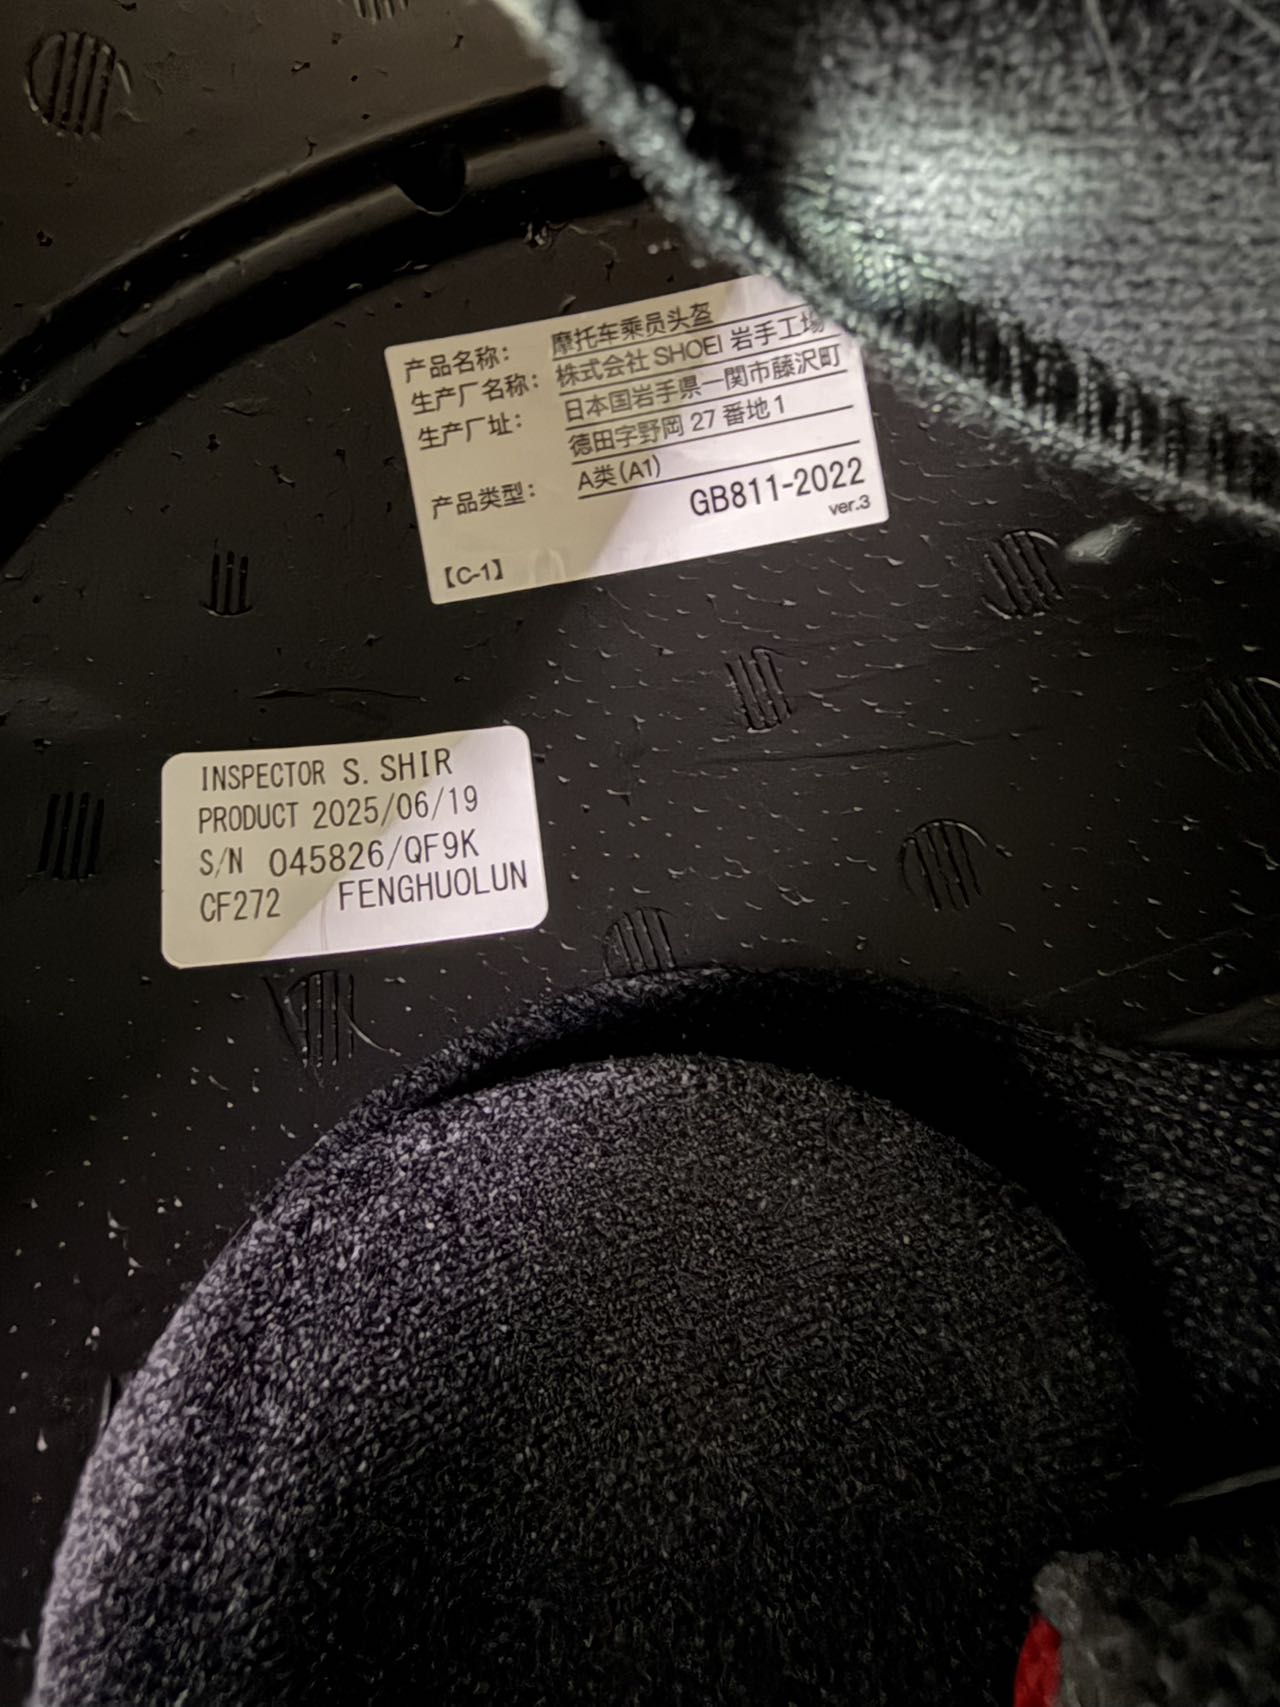 产品名称： 摩托车乘员头盔
生产厂名称： 株式会社 SHOEI 岩手工場
生产厂址： 日本国岩手県一関市藤沢町
徳田字野岡 27 番地 1
产品类型： A类(A1)
GB811-2022
ver.3
【C-1】
INSPECTOR S. SHIR
PRODUCT 2025/06/19
S/N 045826/QF9K
CF272 FENGHUOLUN